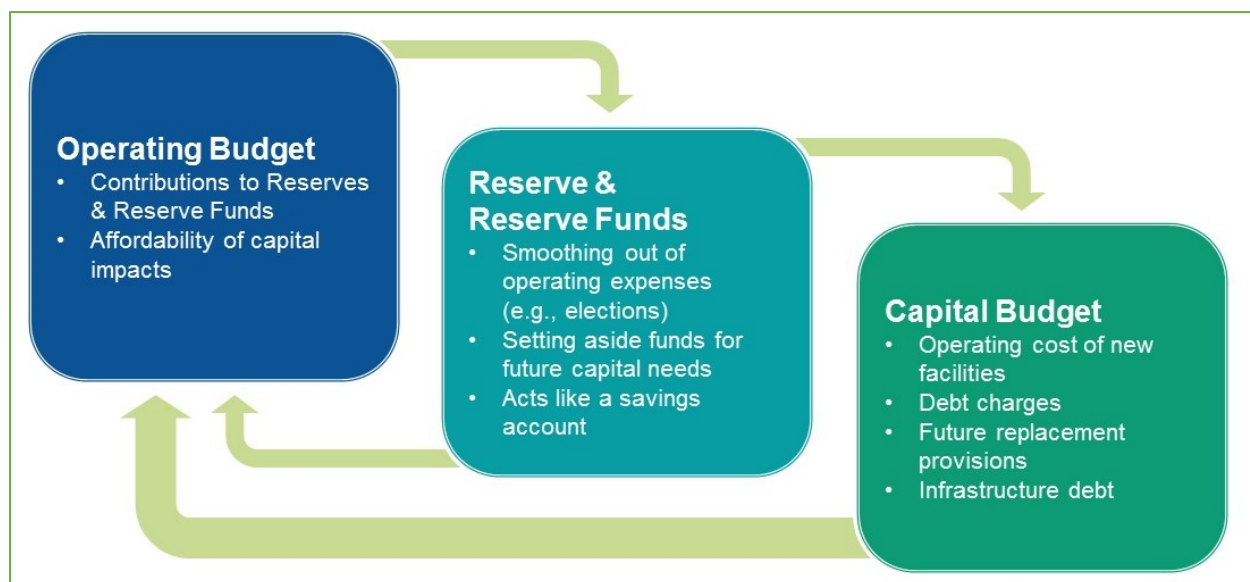 Operating Budget
• Contributions to Reserves
& Reserve Funds
• Affordability of capital
impacts
Reserve &
Reserve Funds
• Smoothing out of
operating expenses
(e.g., elections)
• Setting aside funds for
future capital needs
• Acts like a savings
account
Capital Budget
• Operating cost of new
facilities
• Debt charges
• Future replacement
provisions
• Infrastructure debt